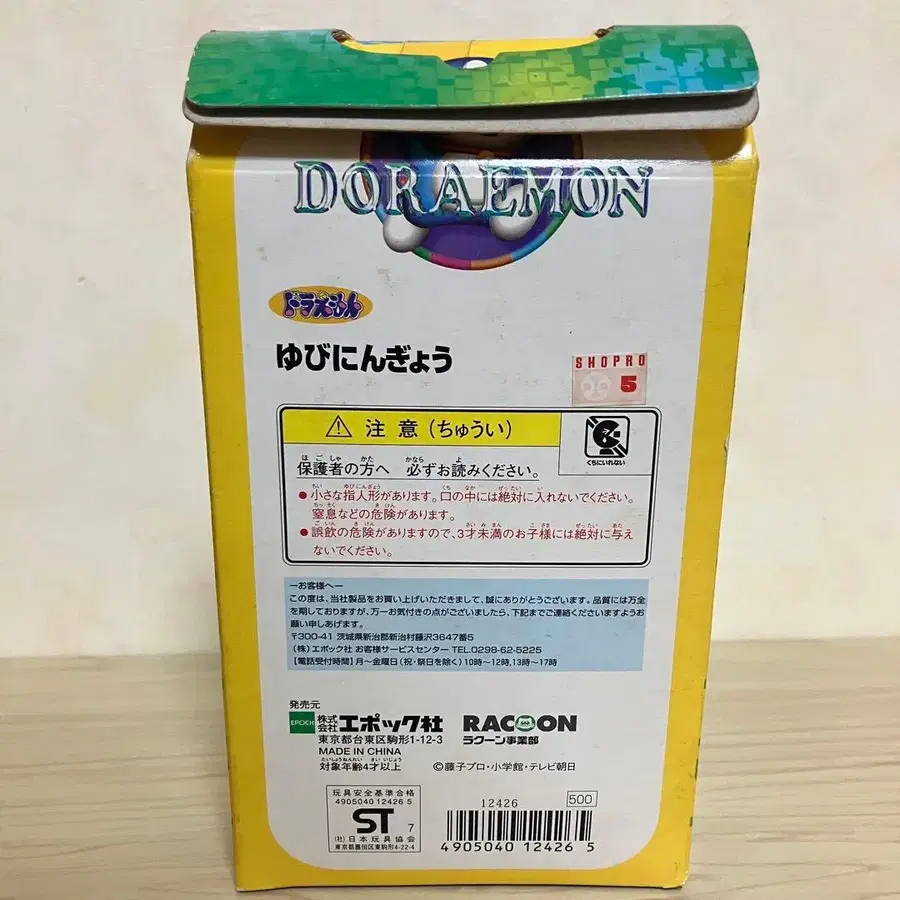 DORAEMON
ドラえもん
ゆびにんぎょう
SHOPRO
5
注意(ちゅうい)
くちにいれない
保護者の方へ 必ずお読みください。
●小さな指人形があります。口の中には絶対に入れないでください。
窒息などの危険があります。
●誤飲の危険がありますので、3才未満のお子様には絶対に与え
ないでください。
―お客様へ―
この度は、当社製品をお買い上げいただきまして、誠にありがとうございます。品質には万全
を期しておりますが、万一お気付きの点がございましたら、下記までご連絡くださいますようお
願い申しあげます。
〒300-41 茨城県新治郡新治村藤沢3647番5
(株)エポック社 お客様サービスセンター TEL.0298-62-5225
【電話受付時間】月〜金曜日(祝・祭日を除く)10時〜12時,13時〜17時
発売元
EPOCH 株式会社エポック社
RACOON
東京都台東区駒形1-12-3
ラクーン事業部
MADE IN CHINA
対象年齢4才以上
©藤子プロ・小学館・テレビ朝日
玩具安全基準合格
4905040 12426 5
ST 7
(社)日本玩具協会
東京都墨田区東駒形4-22-4
12426
500
4905040 124265